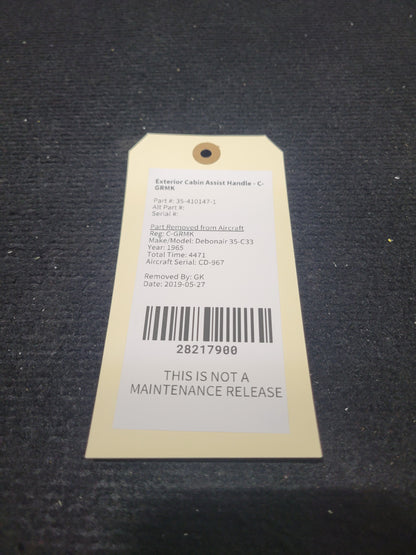 Exterior Cabin Assist Handle - C-
GRMK
Part #: 35-410147-1
Alt Part #:
Serial #:
Part Removed from Aircraft
Reg: C-GRMK
Make/Model: Debonair 35-C33
Year: 1965
Total Time: 4471
Aircraft Serial: CD-967
Removed By: GK
Date: 2019-05-27
28217900
THIS IS NOT A
MAINTENANCE RELEASE